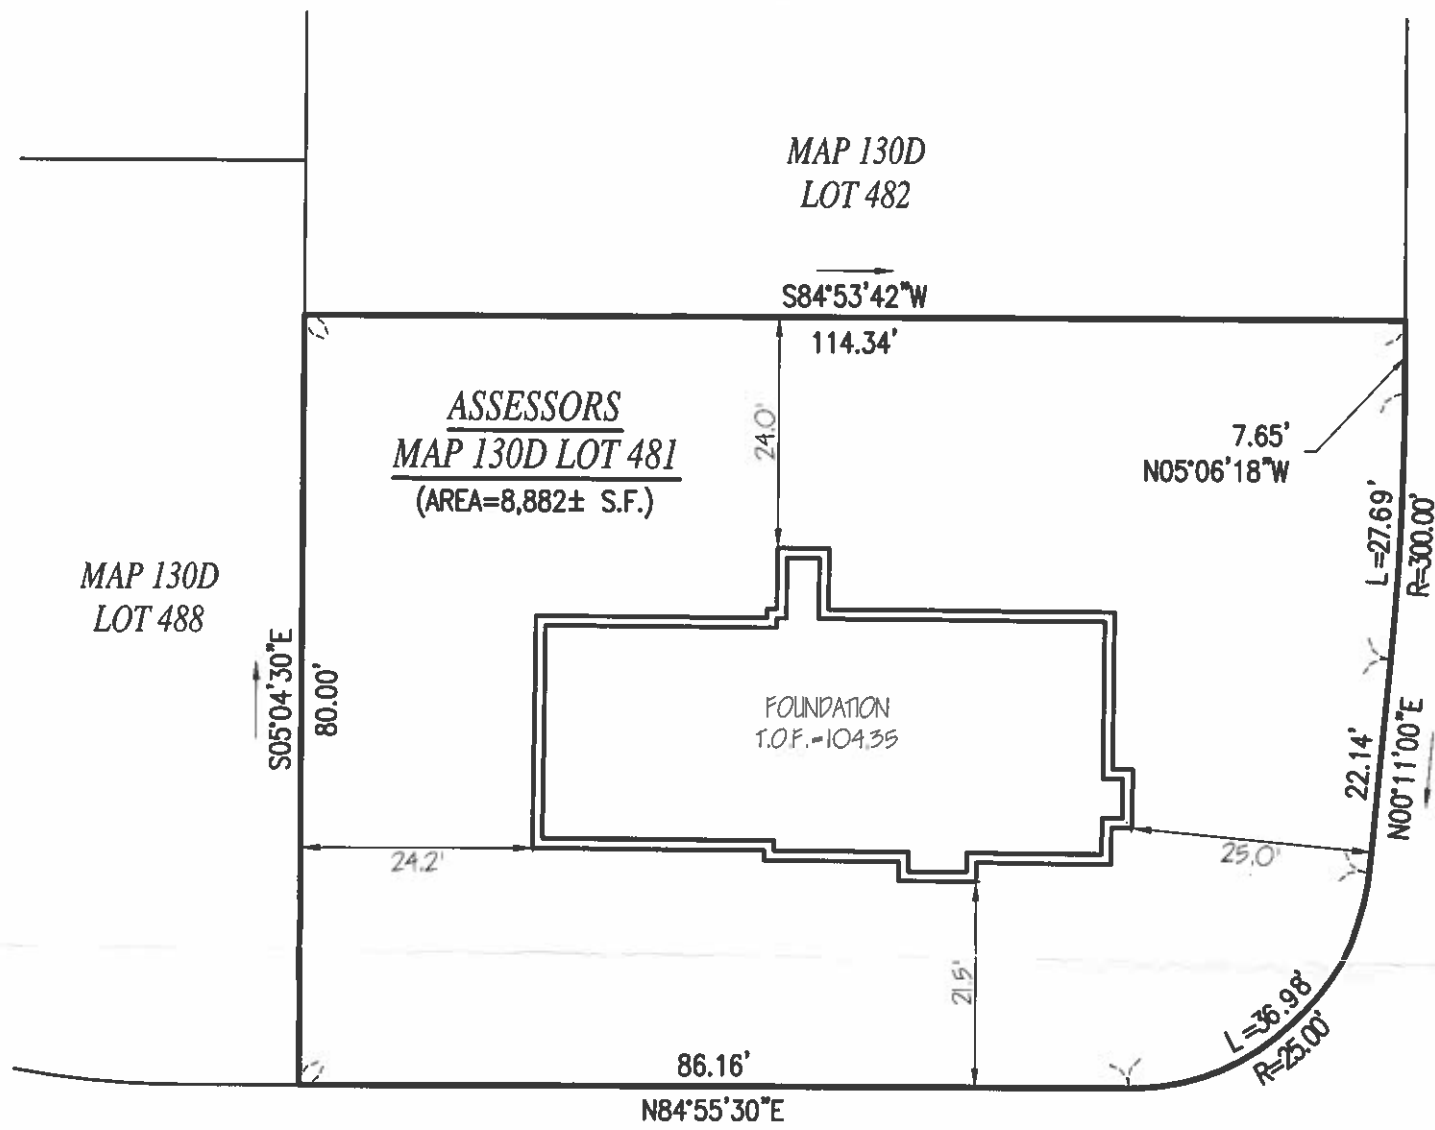 MAP 130D
LOT 482
S84°53'42"W
114.34'
ASSESSORS
MAP 130D LOT 481
(AREA=8,882± S.F.)
24.0'
7.65'
N05°06'18"W
L=27.69'
R=300.00'
MAP 130D
LOT 488
S05°04'30"E
80.00'
FOUNDATION
T.O.F.=104.35
22.14'
N00°11'00"E
24.2'
25.0'
21.5'
L=36.98'
R=25.00'
86.16'
N84°55'30"E